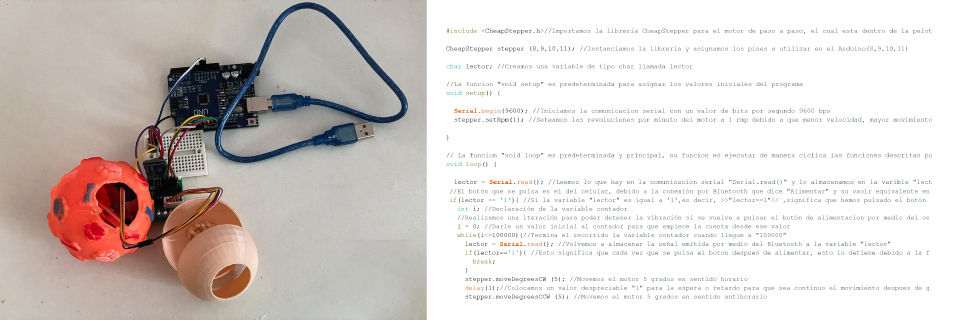 UNO
#include <CheapStepper.h>//Importamos la libreria CheapStepper para el motor de paso a paso, el cual esta dentro de la pelot
CheapStepper stepper (8,9,10,11); //Instanciamos la libreria y asignamos los pines a utilizar en el Arduino(8,9,10,11)
char lector; //Creamos una variable de tipo char llamada lector
//La funcion "void setup" es predeterminada para asignar los valores iniciales del programa
void setup() {
Serial.begin(9600); //Iniciamos la comunicacion serial con un valor de bits por segundo 9600 bps
stepper.setRpm(1); //Seteamos las revoluciones por minuto del motor a 1 rmp debido a que menor velocidad, mayor movimiento
}
// La funcion "void loop" es predeterminada y principal, su funcion es ejecutar de manera ciclica las funciones descritas po
void loop() {
lector = Serial.read(); //Leemos lo que hay en la comunicacion serial "Serial.read()" y lo almacenamos en la varible "lect
//El botón que se pulsa es el del celular, debido a la conexión por Bluetooth que dice "Alimentar" y su vaolr equivalente en
if(lector == '1'){ //Si la variable "lector" es igual a '1',es decir, >>"lector==1"<< ,significa que hemos pulsado el botón
int i; //Declaración de la variable contador
//Realizamos una iteración para poder detener la vibración si se vuelve a pulsar el botón de alimentacion por medio del ce
i = 0; //Darle un valor inicial al contador para que empiece la cuenta desde ese valor
while(i<=100000){//Termina el recorrido la variable contador cuando llegue a "100000"
lector = Serial.read(); //Volvemos a almacenar la señal emitida por medio del Bluetooth a la variable "lector"
if(lector=='1'){ //Esto significa que cada vez que se pulsa el boton despues de alimentar, esto lo detiene debido a la f
break;
}
stepper.moveDegreesCW (5); //Movemos el motor 5 grados en sentido horario
delay(1);//Colocamos un valor despreciable "1" para la espera o retardo para que sea continuo el movimiento despues de g
stepper.moveDegreesCCW (5); //Movemos el motor 5 grados en sentido antihorario